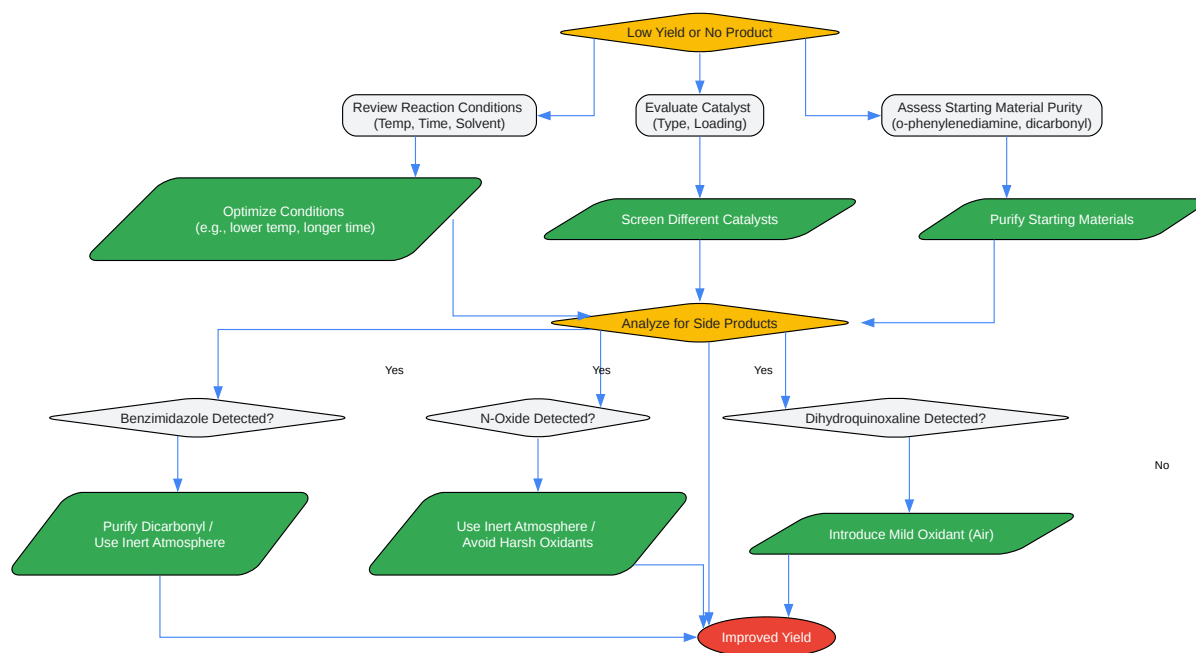 Low Yield or No Product
Review Reaction Conditions
(Temp, Time, Solvent)
Evaluate Catalyst
(Type, Loading)
Assess Starting Material Purity
(o-phenylenediamine, dicarbonyl)
Optimize Conditions
(e.g., lower temp, longer time)
Screen Different Catalysts
Purify Starting Materials
Analyze for Side Products
Yes
Yes
Yes
Benzimidazole Detected?
N-Oxide Detected?
Dihydroquinoxaline Detected?
No
Purify Dicarbonyl /
Use Inert Atmosphere
Use Inert Atmosphere /
Avoid Harsh Oxidants
Introduce Mild Oxidant (Air)
Improved Yield